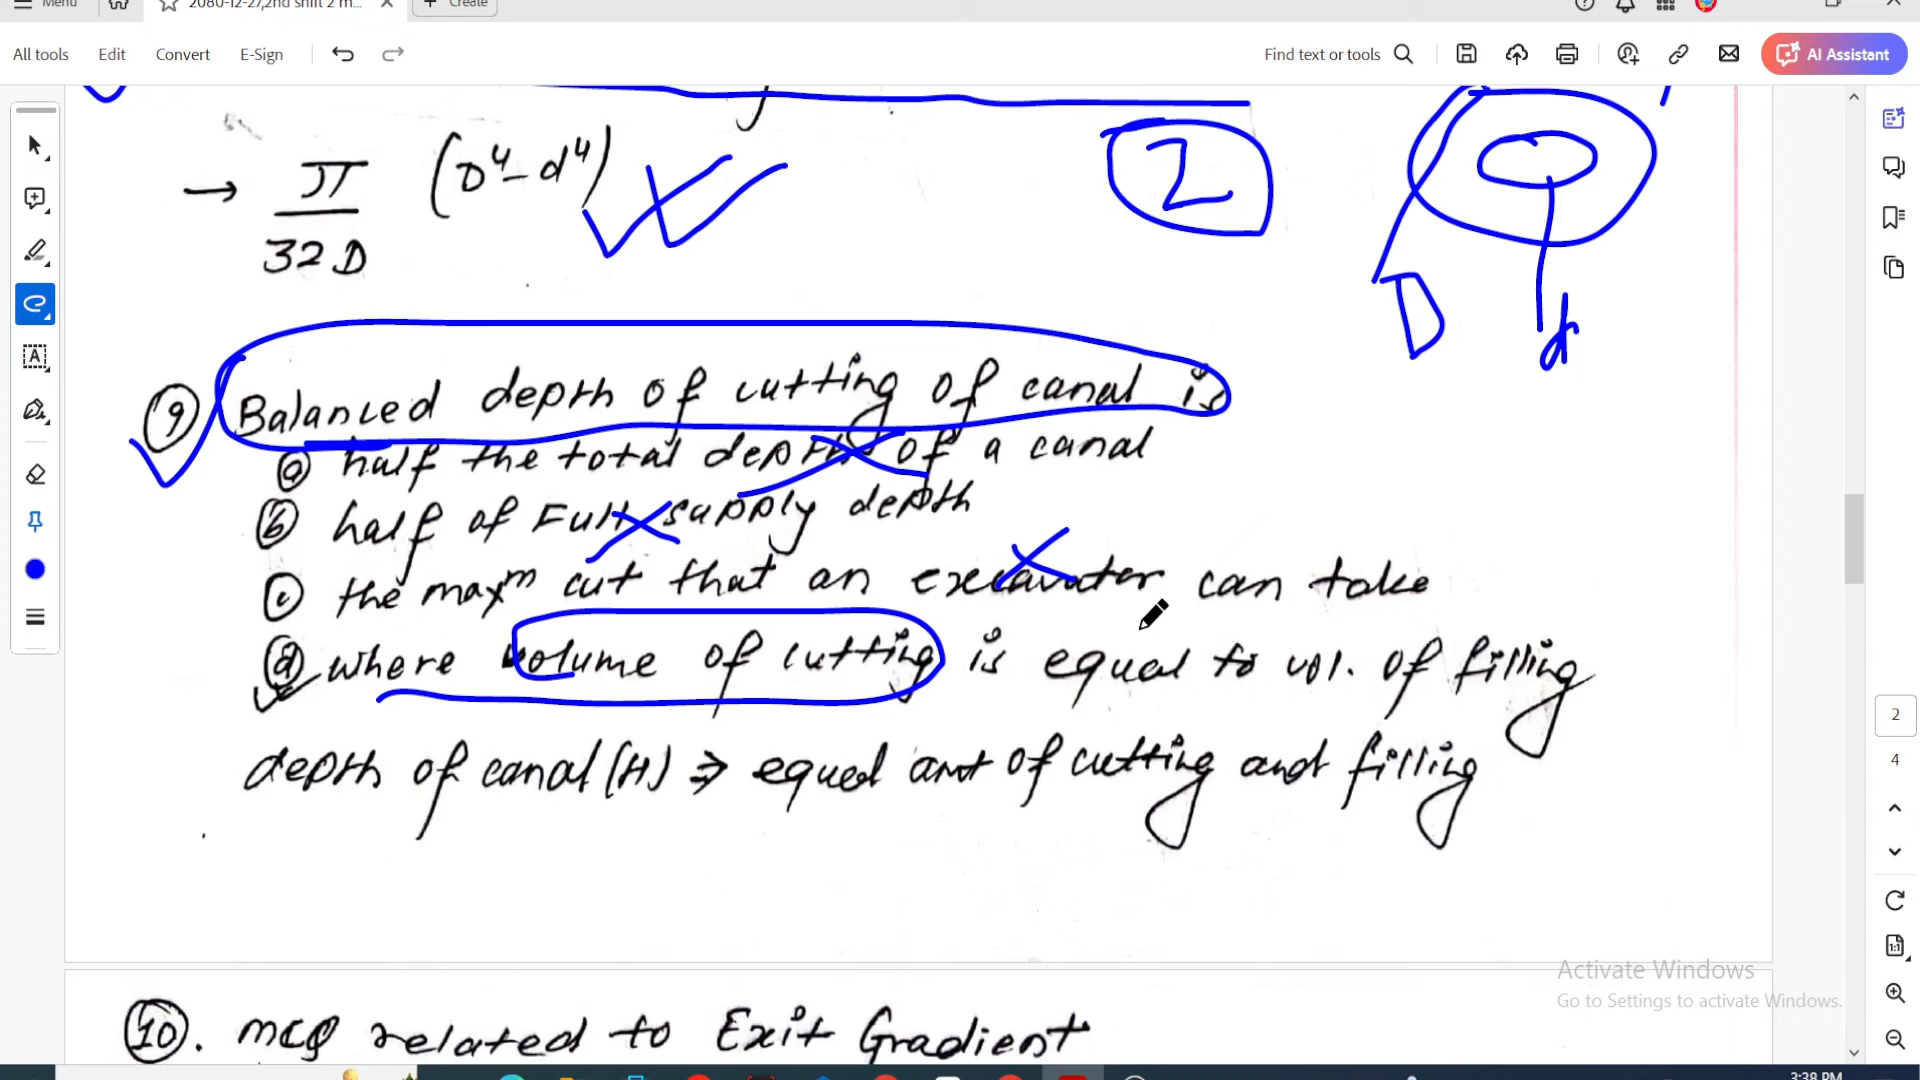 Menu
2080-12-27,2nd shift 2 m...
Create
All tools
Edit
Convert
E-Sign
Find text or tools
AI Assistant
→ π/32D (D⁴-d⁴)
2
D
d
⑨ Balanced depth of cutting of canal is
ⓐ half the total depth of a canal
ⓑ half of Full supply depth
ⓒ the maxᵐ cut that an excavater can take
ⓓ where volume of cutting is equal to vol. of filling
depth of canal (H) ⇒ equal amt of cutting and filling
⑩. MCQ related to Exit Gradient
2
4
Activate Windows
Go to Settings to activate Windows.
3:38 PM